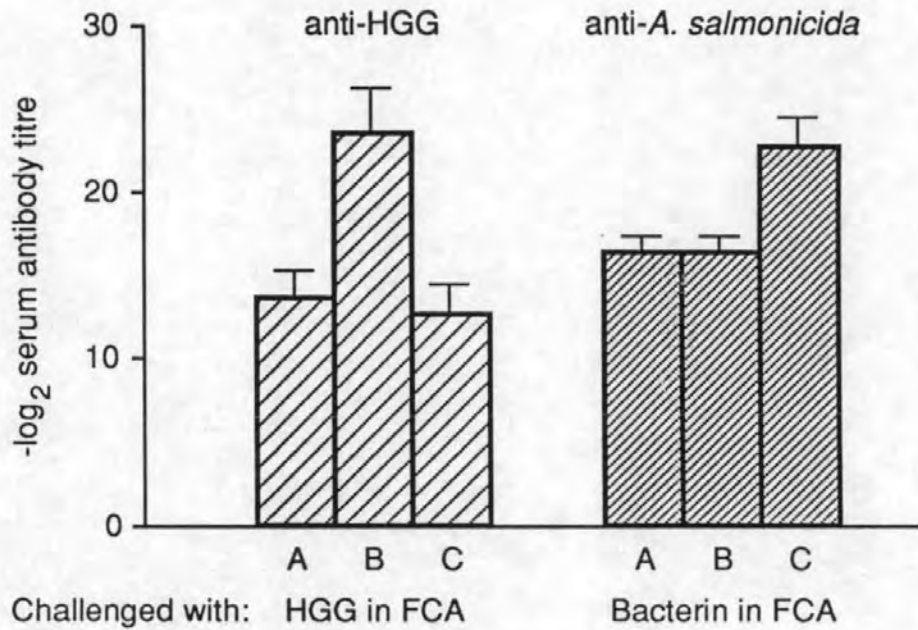 anti-HGG anti-A. salmonicida
-log2 serum antibody titre
30
20
10
0
A B C A B C
Challenged with: HGG in FCA Bacterin in FCA